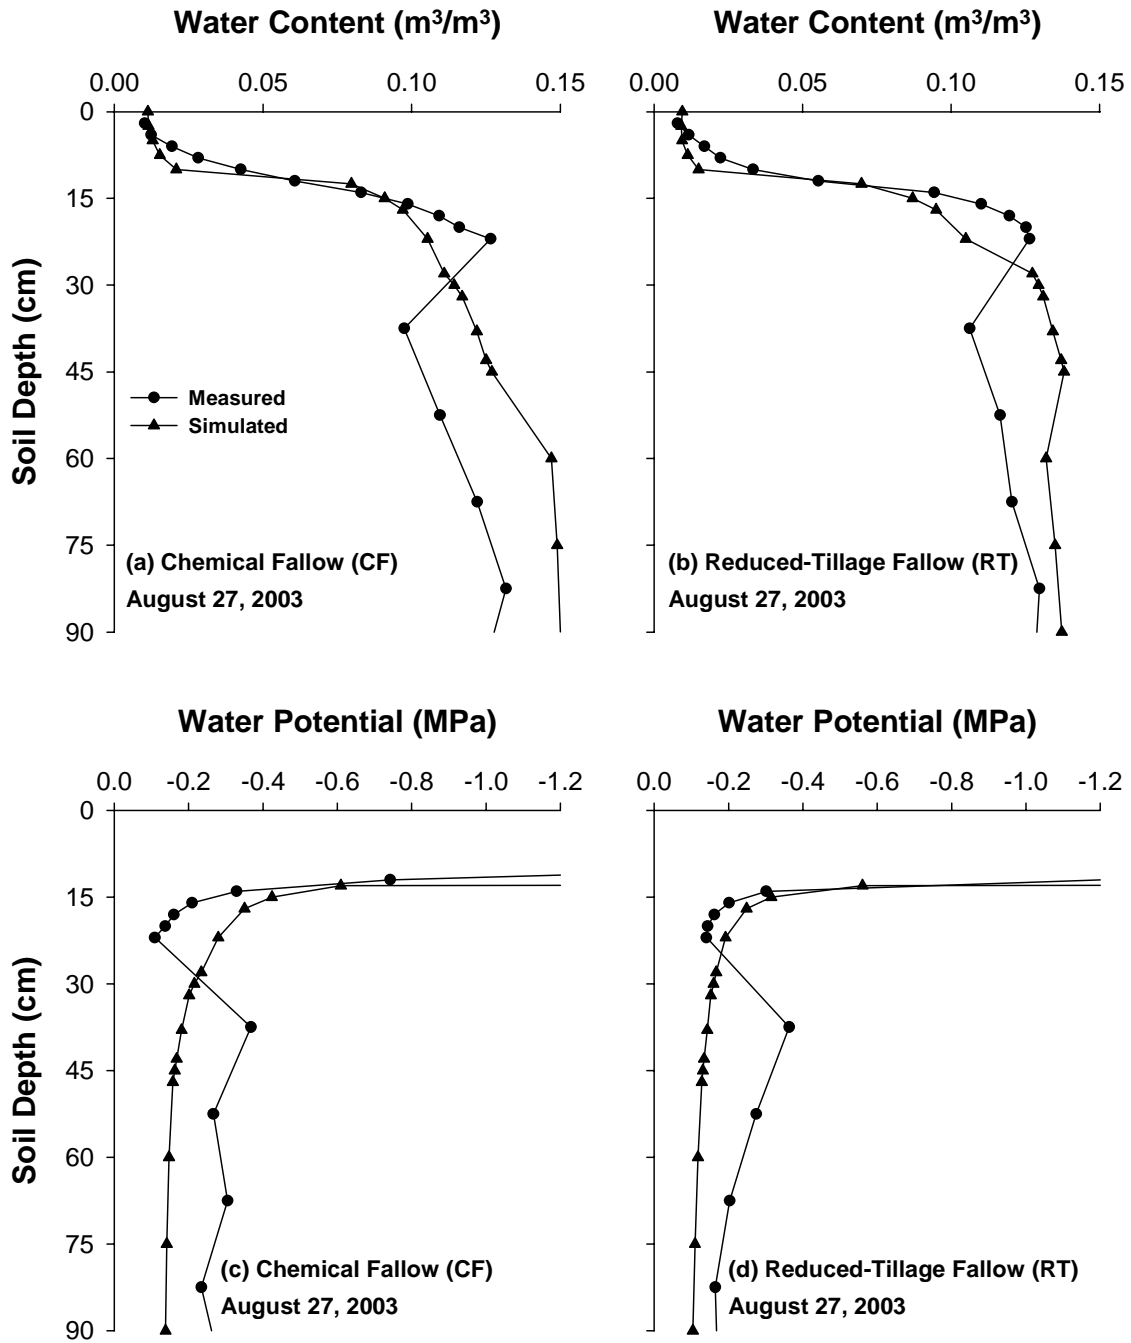 Water Content (m³/m³)
Water Content (m³/m³)
0.00 0.05 0.10 0.15
0.00 0.05 0.10 0.15
0
15
30
45
60
75
90
Soil Depth (cm)
Measured
Simulated
(a) Chemical Fallow (CF)
August 27, 2003
(b) Reduced-Tillage Fallow (RT)
August 27, 2003
Water Potential (MPa)
Water Potential (MPa)
0.0 -0.2 -0.4 -0.6 -0.8 -1.0 -1.2
0.0 -0.2 -0.4 -0.6 -0.8 -1.0 -1.2
0
15
30
45
60
75
90
Soil Depth (cm)
(c) Chemical Fallow (CF)
August 27, 2003
(d) Reduced-Tillage Fallow (RT)
August 27, 2003